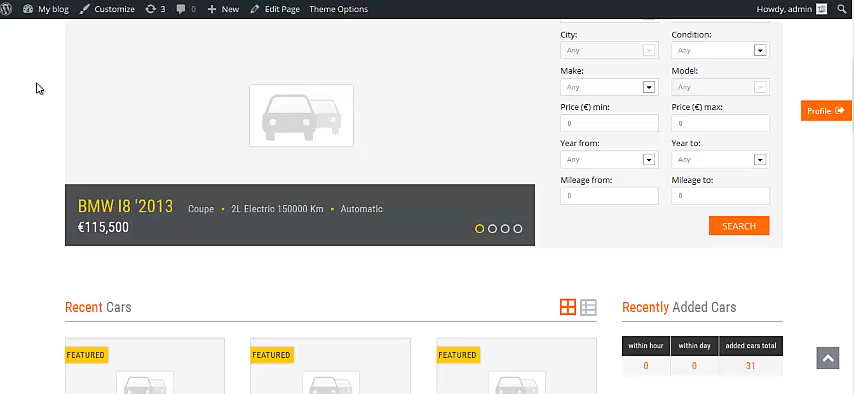 My blog Customize 3 0 New Edit Page Theme Options Howdy, admin
City: Condition:
Any Any
Make: Model:
Any Any
Price (€) min: Price (€) max:
0 0
Profile
Year from: Year to:
Any Any
Mileage from: Mileage to:
0 0
SEARCH
BMW I8 '2013 Coupe • 2L Electric 150000 Km • Automatic
€115,500
Recent Cars
Recently Added Cars
FEATURED FEATURED FEATURED
within hour within day added cars total
0 0 31